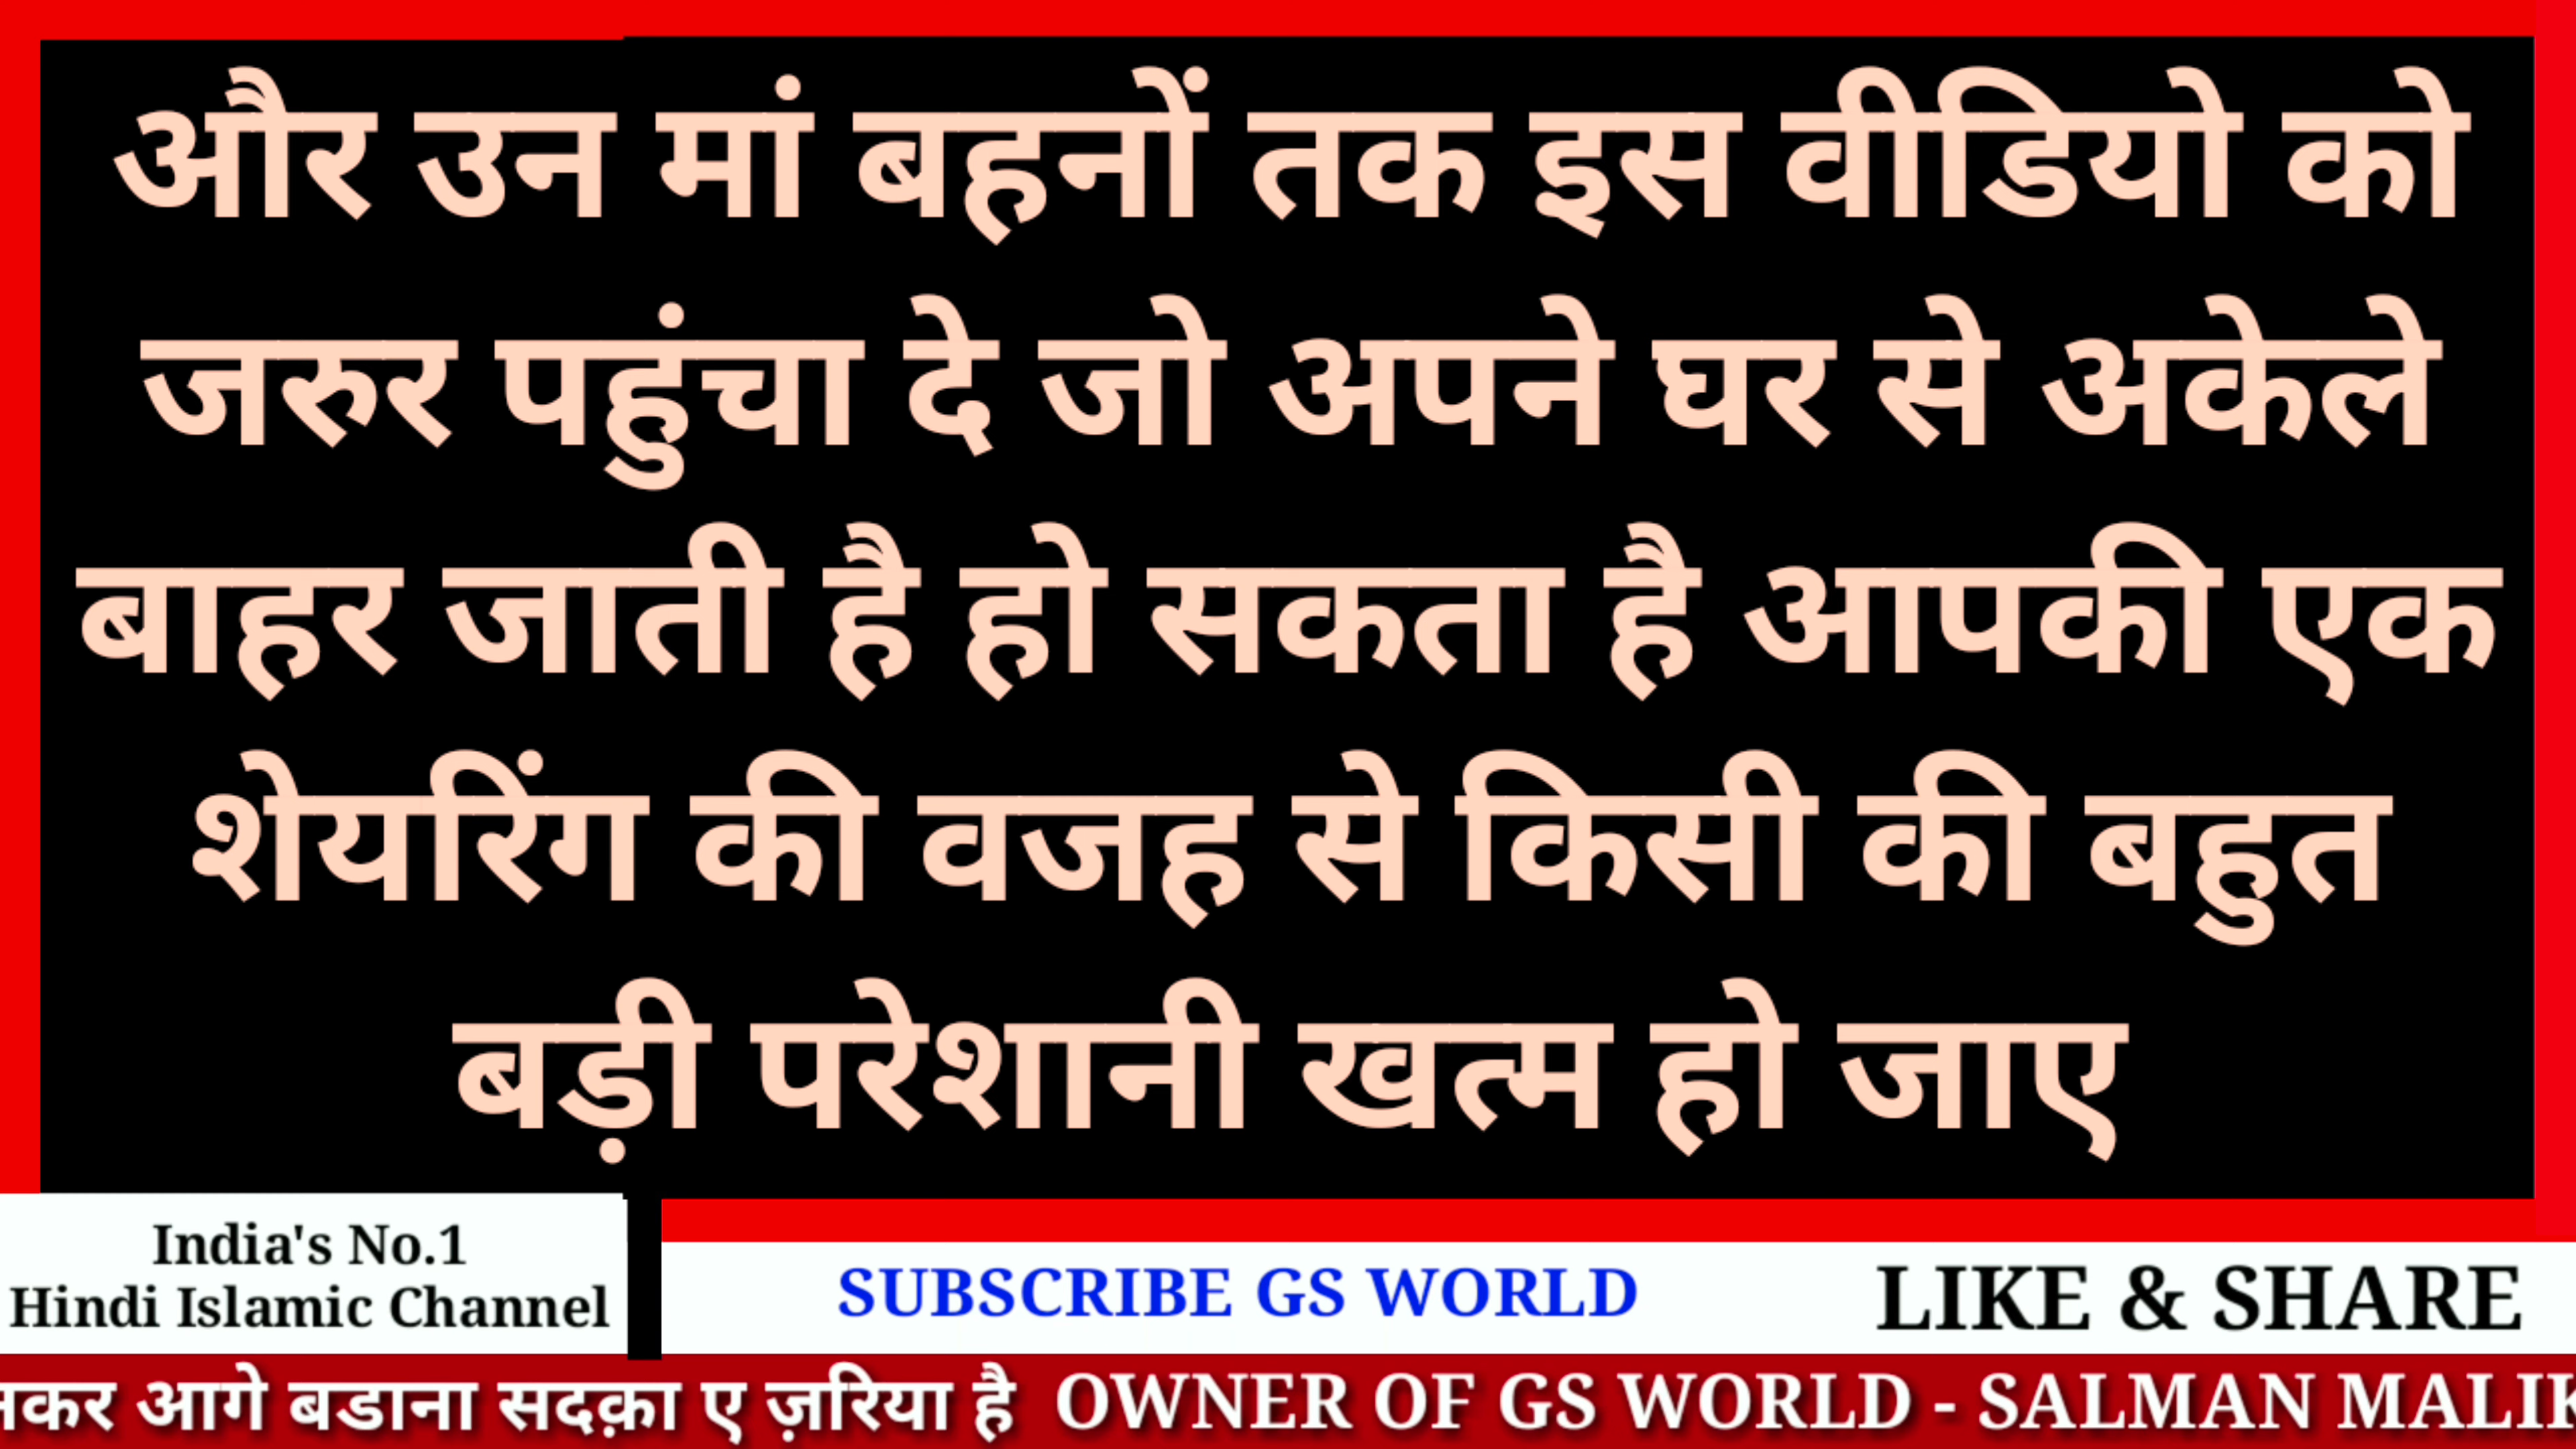 और उन मां बहनों तक इस वीडियो को
जरुर पहुंचा दे जो अपने घर से अकेले
बाहर जाती है हो सकता है आपकी एक
शेयरिंग की वजह से किसी की बहुत
बड़ी परेशानी खत्म हो जाए
India's No.1
Hindi Islamic Channel
SUBSCRIBE GS WORLD
LIKE & SHARE
आगे बडाना सदक़ा ए ज़रिया है OWNER OF GS WORLD - SALMAN MALIK